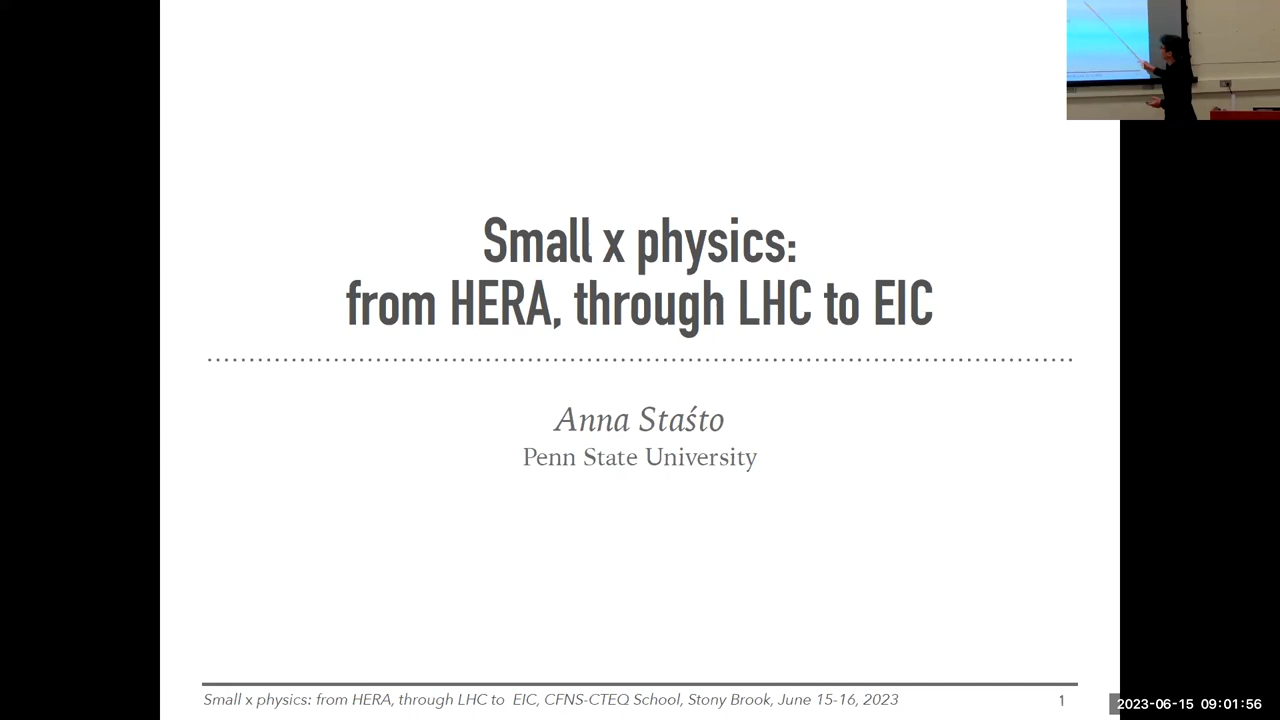 Small x physics:
from HERA, through LHC to EIC
Anna Staśto
Penn State University
Small x physics: from HERA, through LHC to EIC, CFNS-CTEQ School, Stony Brook, June 15-16, 2023
1
2023-06-15 09:01:56